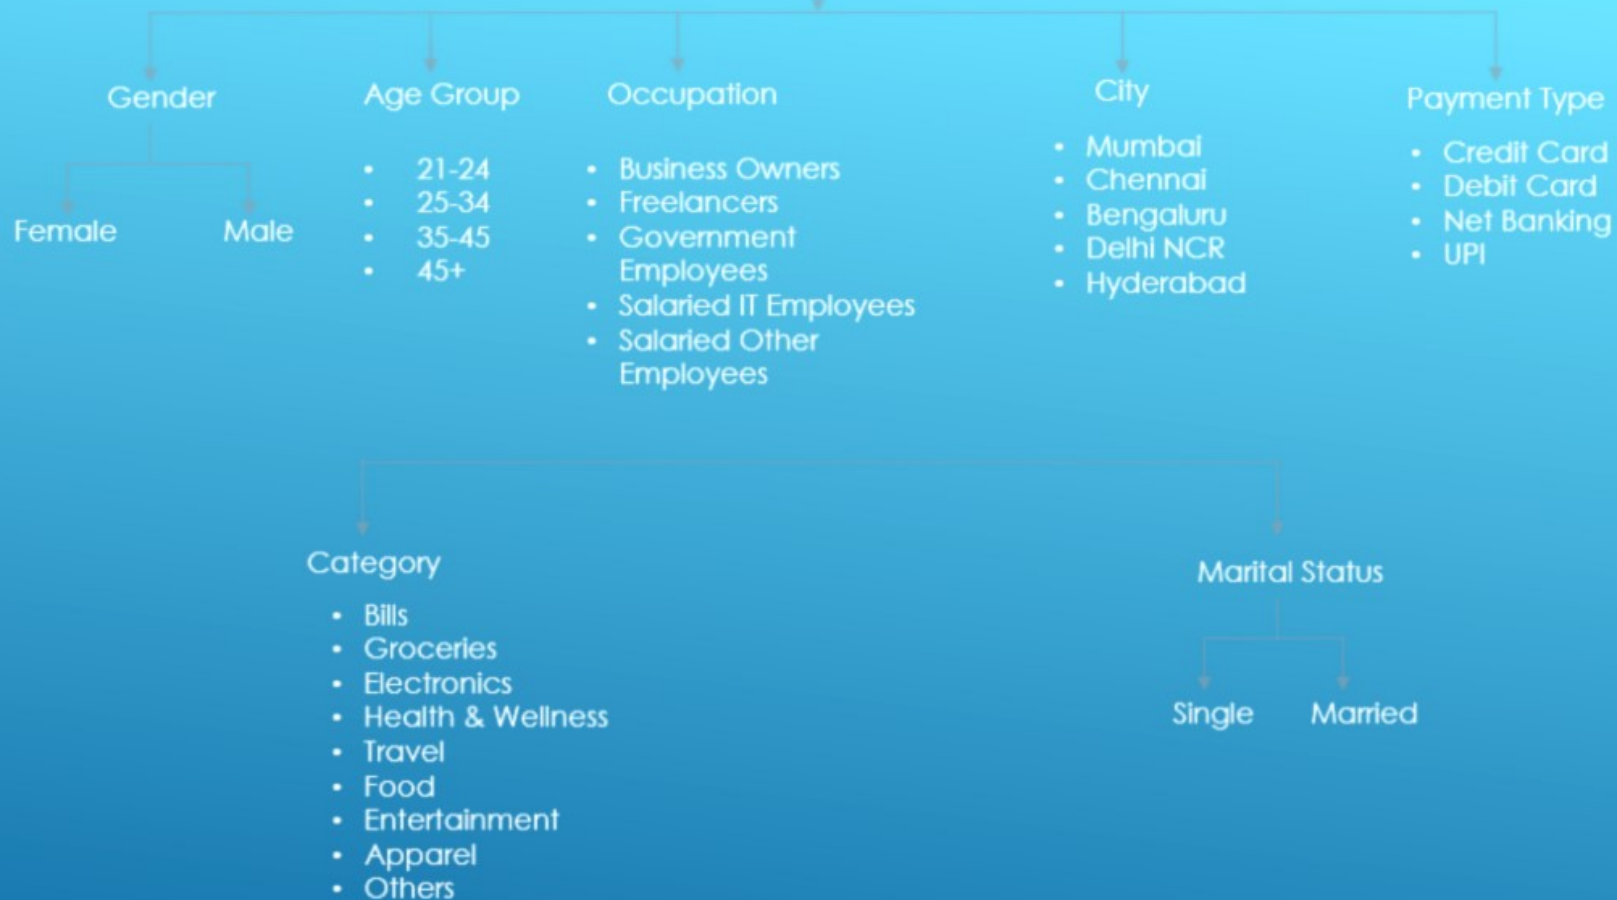 Gender
Female
Male
Age Group
• 21-24
• 25-34
• 35-45
• 45+
Occupation
• Business Owners
• Freelancers
• Government
Employees
• Salaried IT Employees
• Salaried Other
Employees
City
• Mumbai
• Chennai
• Bengaluru
• Delhi NCR
• Hyderabad
Payment Type
• Credit Card
• Debit Card
• Net Banking
• UPI
Category
• Bills
• Groceries
• Electronics
• Health & Wellness
• Travel
• Food
• Entertainment
• Apparel
• Others
Marital Status
Single
Married